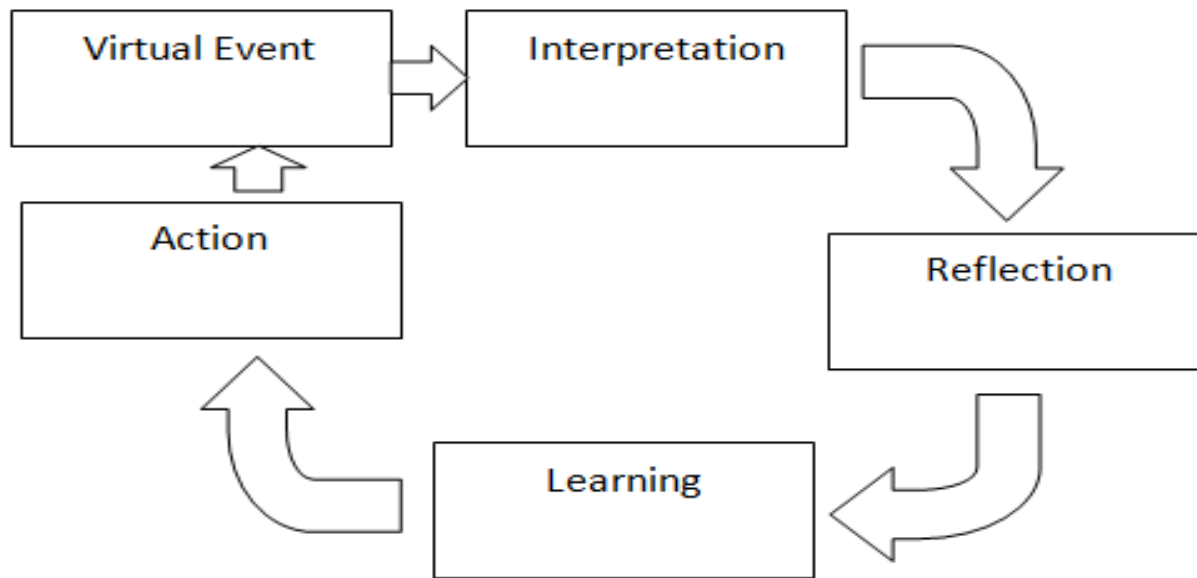 Virtual Event
Interpretation
Action
Reflection
Learning